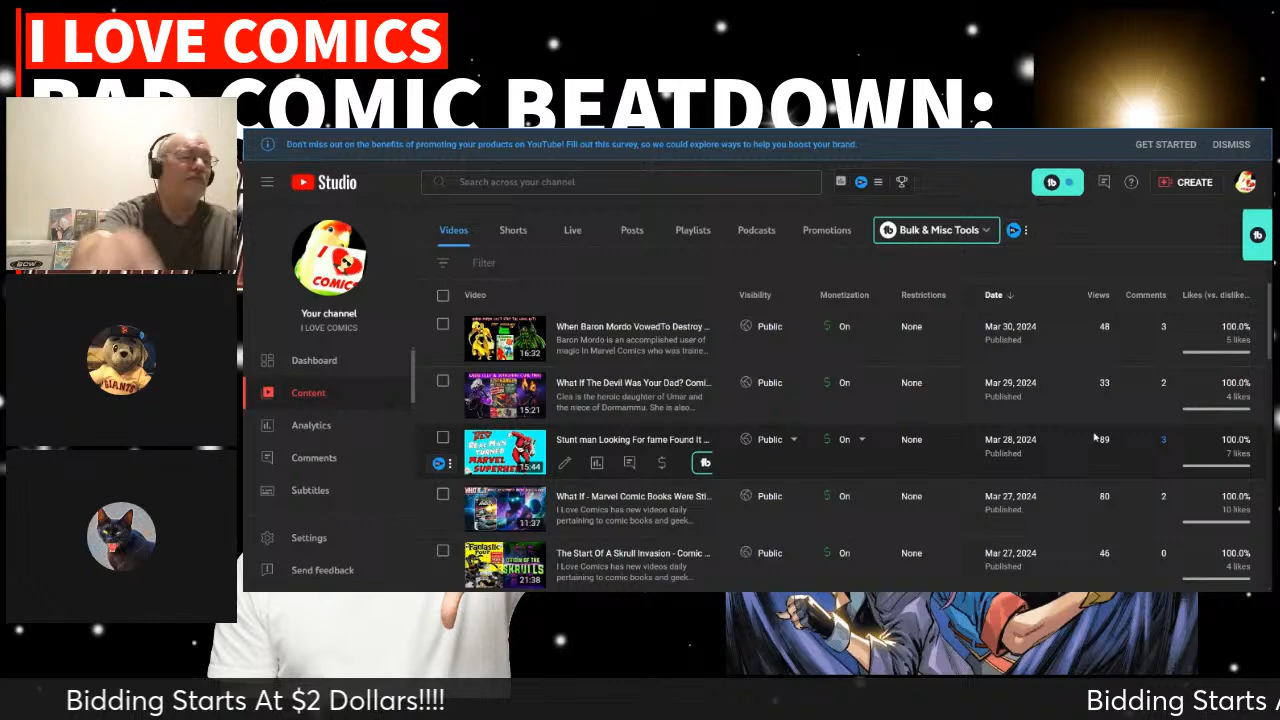 I LOVE COMICS
BAD COMIC BEATDOWN:
Don't miss out on the benefits of promoting your products on YouTube! Fill out this survey, so we could explore ways to help you boost your brand.
GET STARTED DISMISS
Studio
Search across your channel
CREATE
Videos Shorts Live Posts Playlists Podcasts Promotions Bulk & Misc Tools
Filter
Your channel
I LOVE COMICS
Dashboard
Content
Analytics
Comments
Subtitles
Settings
Send feedback
Video Visibility Monetization Restrictions Date Views Comments Likes (vs. dislike...
When Baron Mordo VowedTo Destroy ... Public On None Mar 30, 2024 48 3 100.0%
Baron Mordo is an accomplished user of Published 5 likes
magic In Marvel Comics who was traine...
16:32
What If The Devil Was Your Dad? Comi... Public On None Mar 29, 2024 33 2 100.0%
Clea is the heroic daughter of Umar and Published 4 likes
the niece of Dormammu. She is also...
15:21
Stunt man Looking For fame Found It ... Public On None Mar 28, 2024 89 3 100.0%
Published 7 likes
REAL MAN
TURNED
MARVEL
15:44
What If - Marvel Comic Books Were Sti... Public On None Mar 27, 2024 80 2 100.0%
I Love Comics has new videos daily Published 10 likes
pertaining to comic books and geek...
11:37
The Start Of A Skrull Invasion - Comic ... Public On None Mar 27, 2024 46 0 100.0%
I Love Comics has new videos daily Published 4 likes
pertaining to comic books and geek...
21:38
GIANTS
Bidding Starts At $2 Dollars!!!!
Bidding Starts